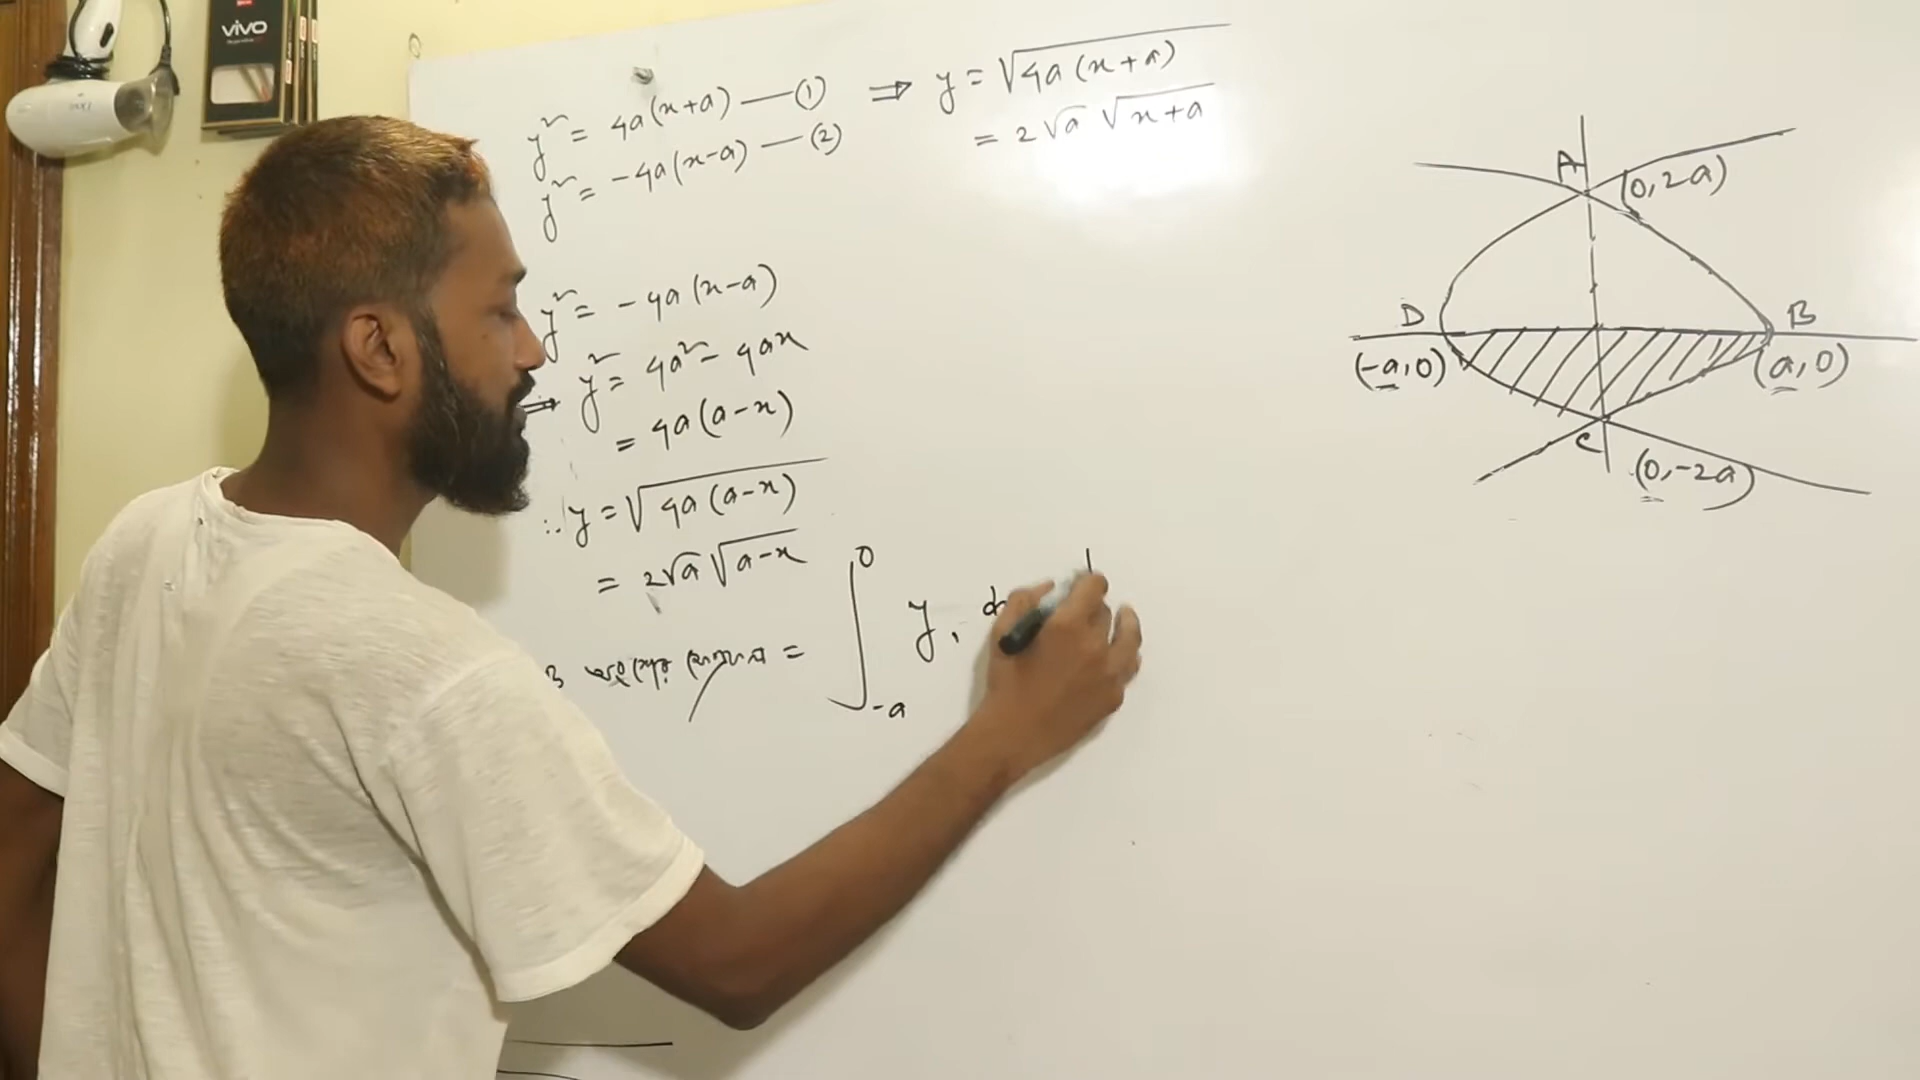 vivo
y² = 4a(x+a) — (1) ⇒ y = √4a(x+a)
= 2√a √x+a
y² = -4a(x-a) — (2)
y² = -4a(x-a)
⇒ y² = 4a² - 4ax
= 4a(a-x)
∴ y = √4a(a-x)
= 2√a √a-x
= ∫₋ₐ⁰ y. d
A
(0, 2a)
D
B
(-a, 0)
(a, 0)
C
(0, -2a)